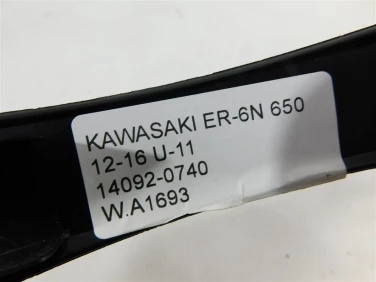 KAWASAKI ER-6N 650
12-16 U-11
14092-0740
W.A1693